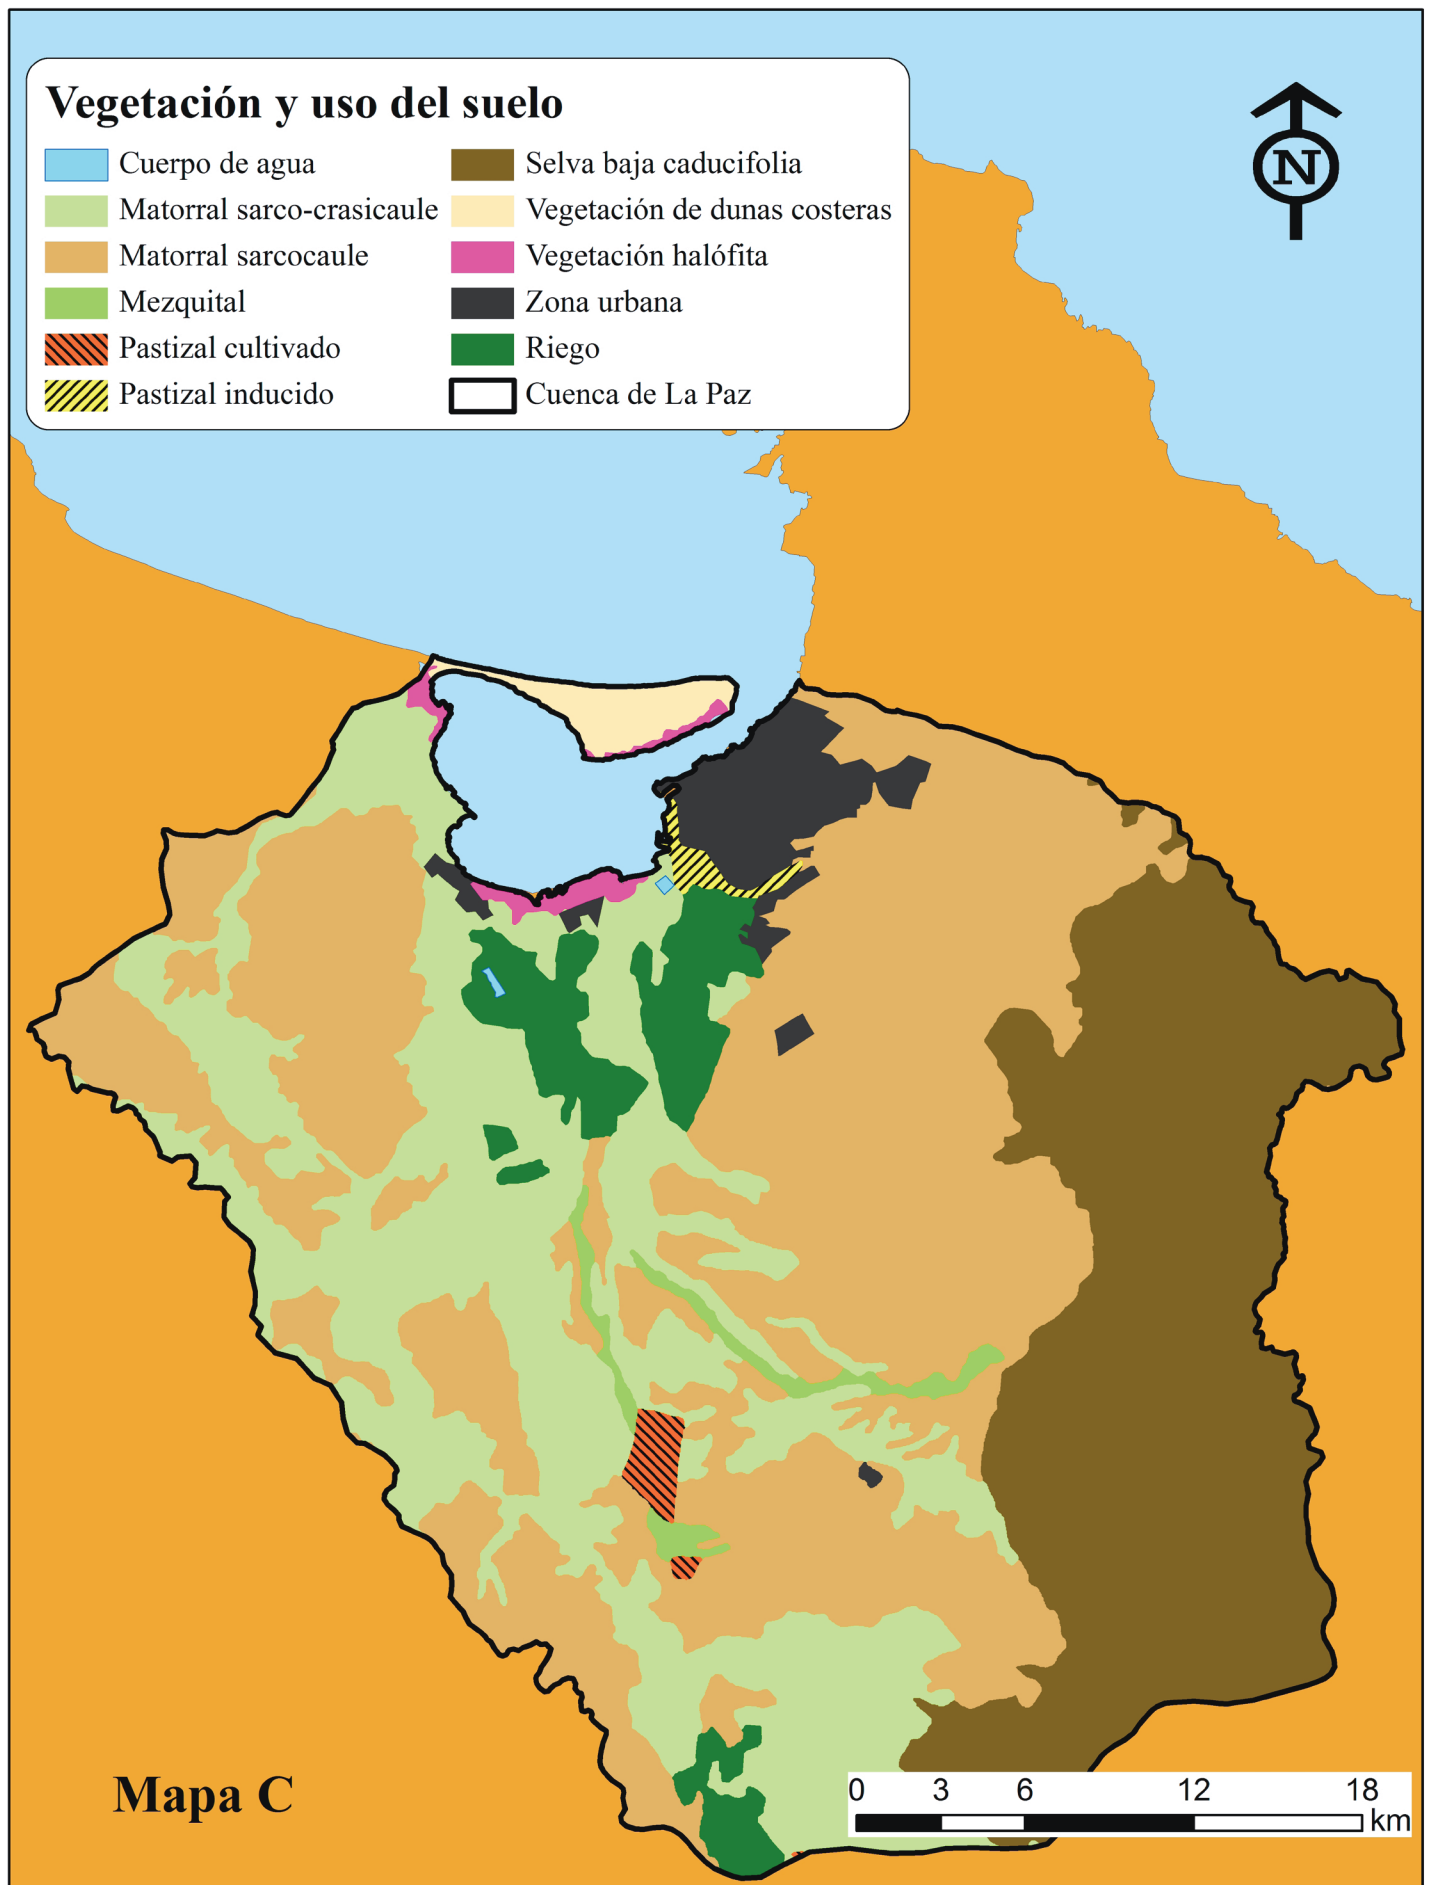 Vegetación y uso del suelo
Cuerpo de agua
Matorral sarco-crasicaule
Matorral sarcocaule
Mezquital
Pastizal cultivado
Pastizal inducido
Selva baja caducifolia
Vegetación de dunas costeras
Vegetación halófita
Zona urbana
Riego
Cuenca de La Paz
N
Mapa C
0 3 6 12 18
km